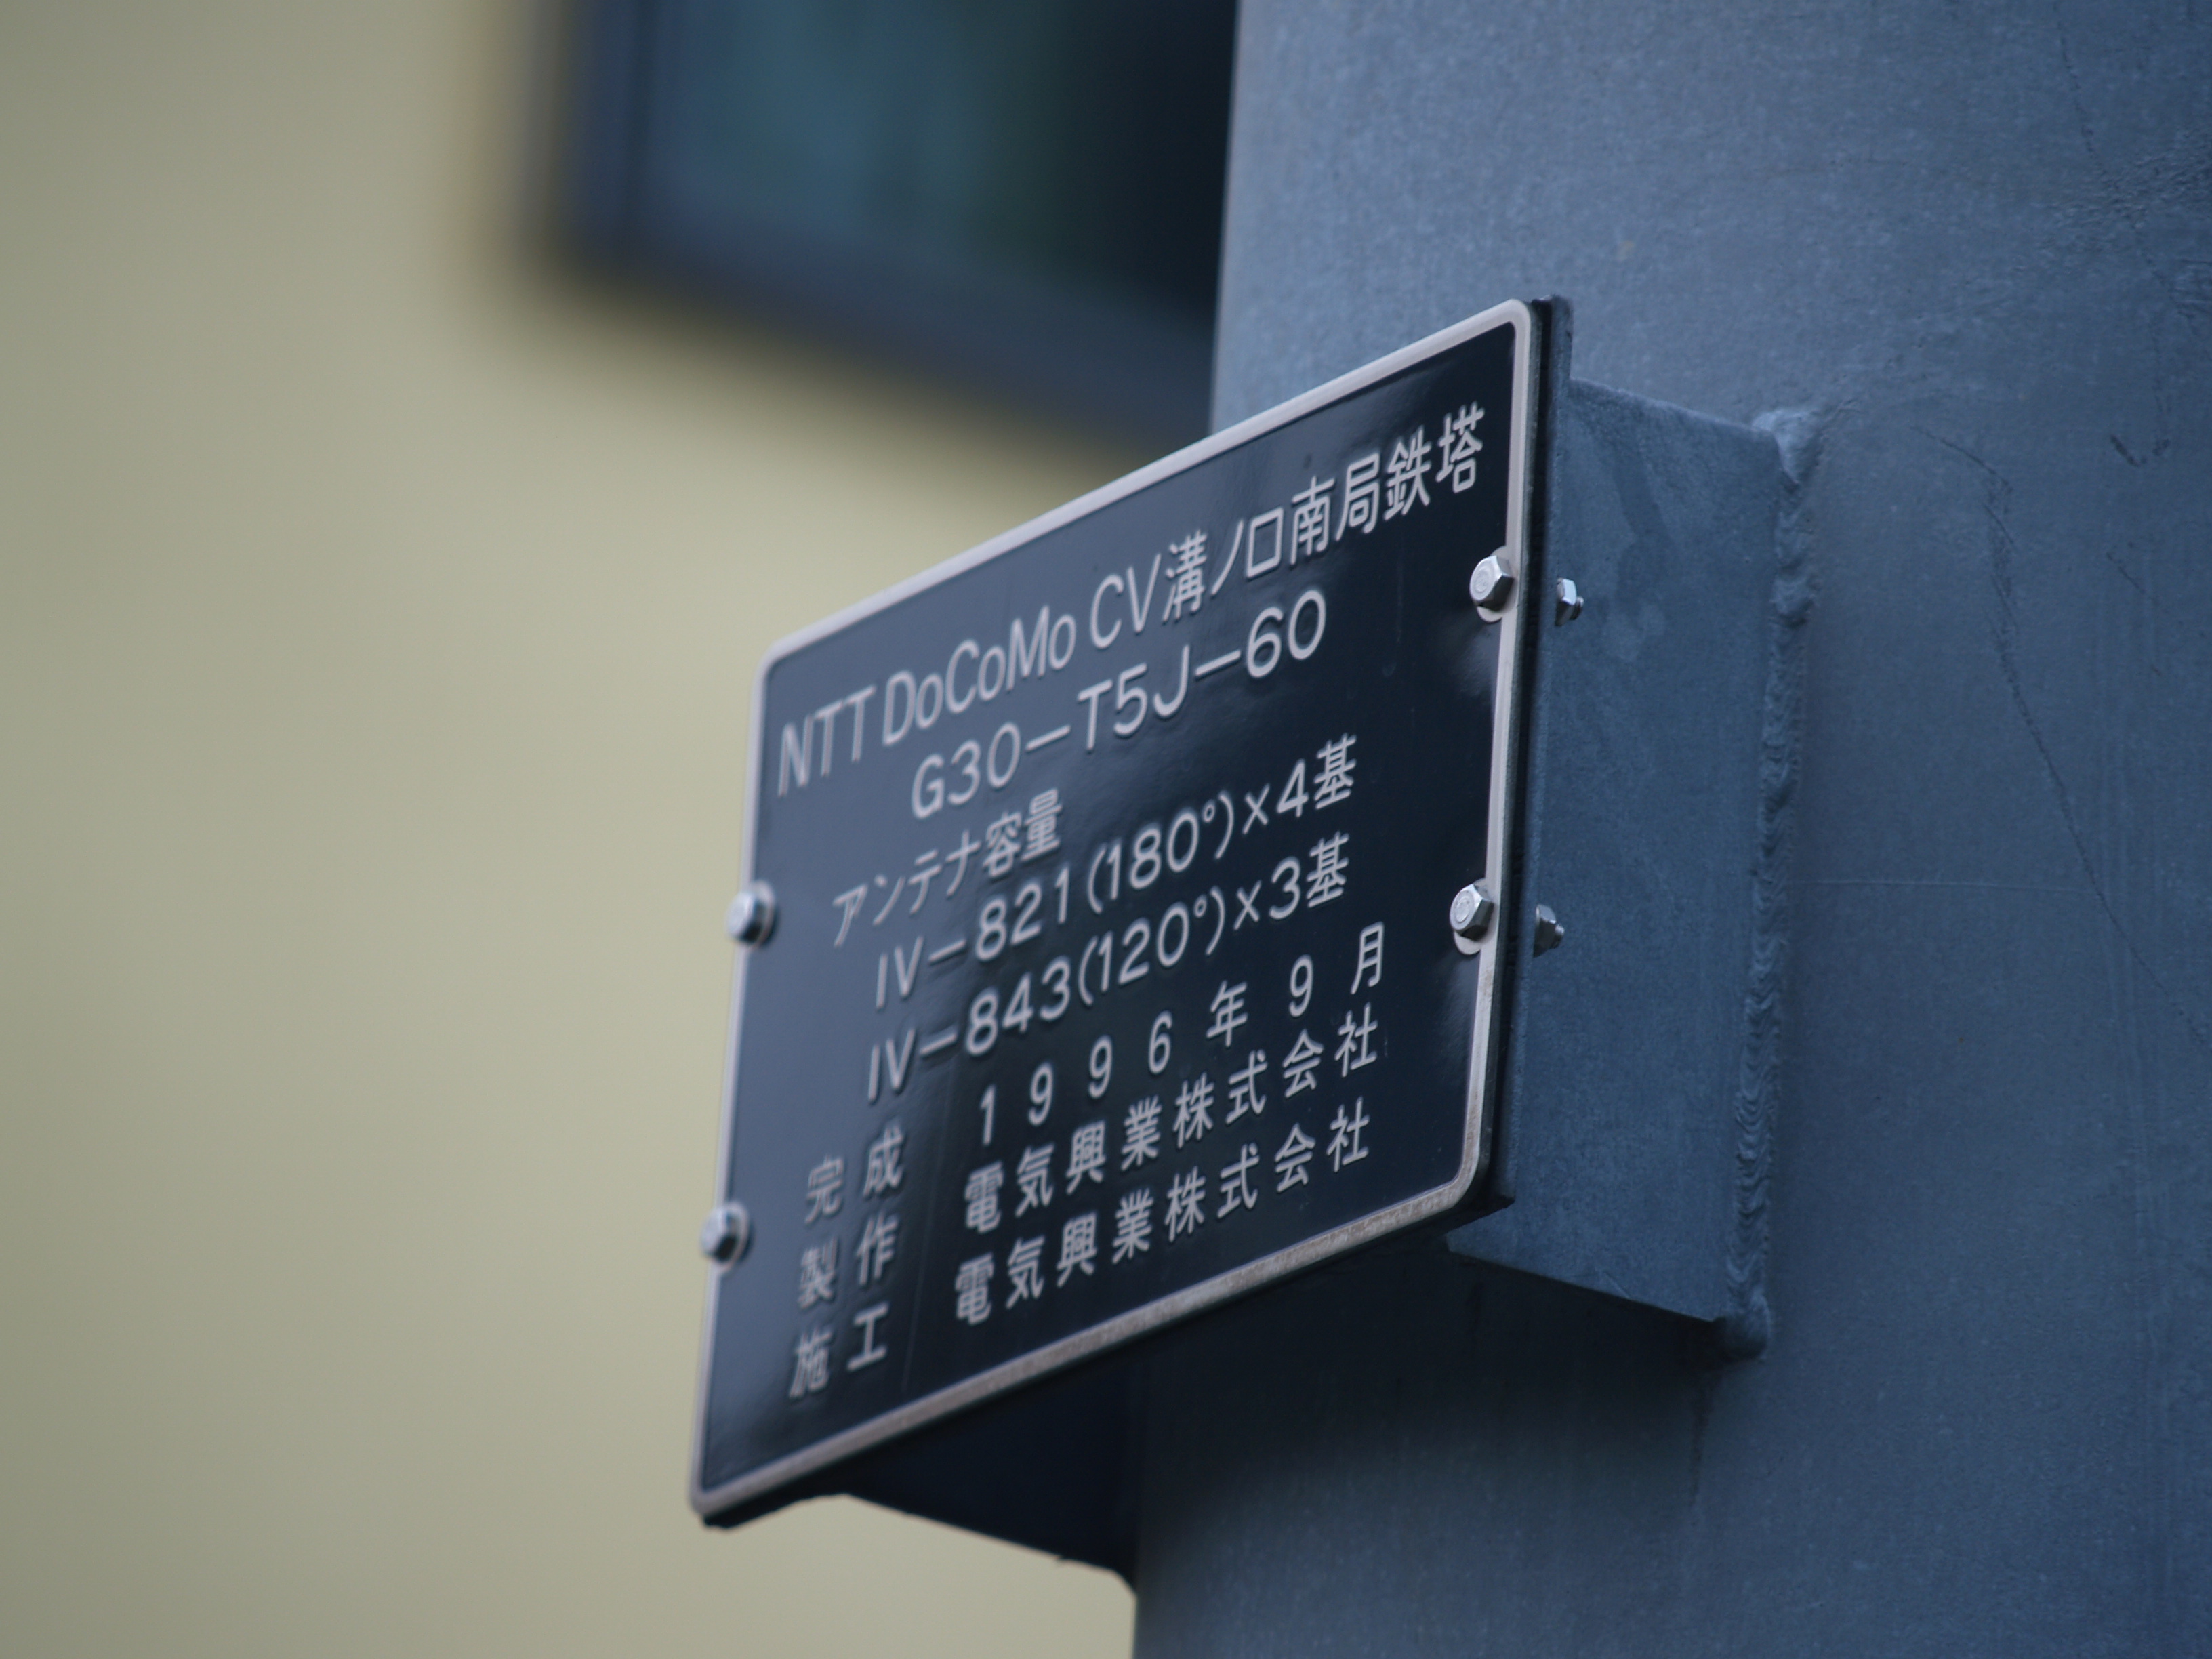 NTT DoCoMo CV溝ノ口南局鉄塔
G30−T5J−60
アンテナ容量
IV−821(180°)×4基
IV−843(120°)×3基
完成 1996年9月
製作 電気興業株式会社
施工 電気興業株式会社